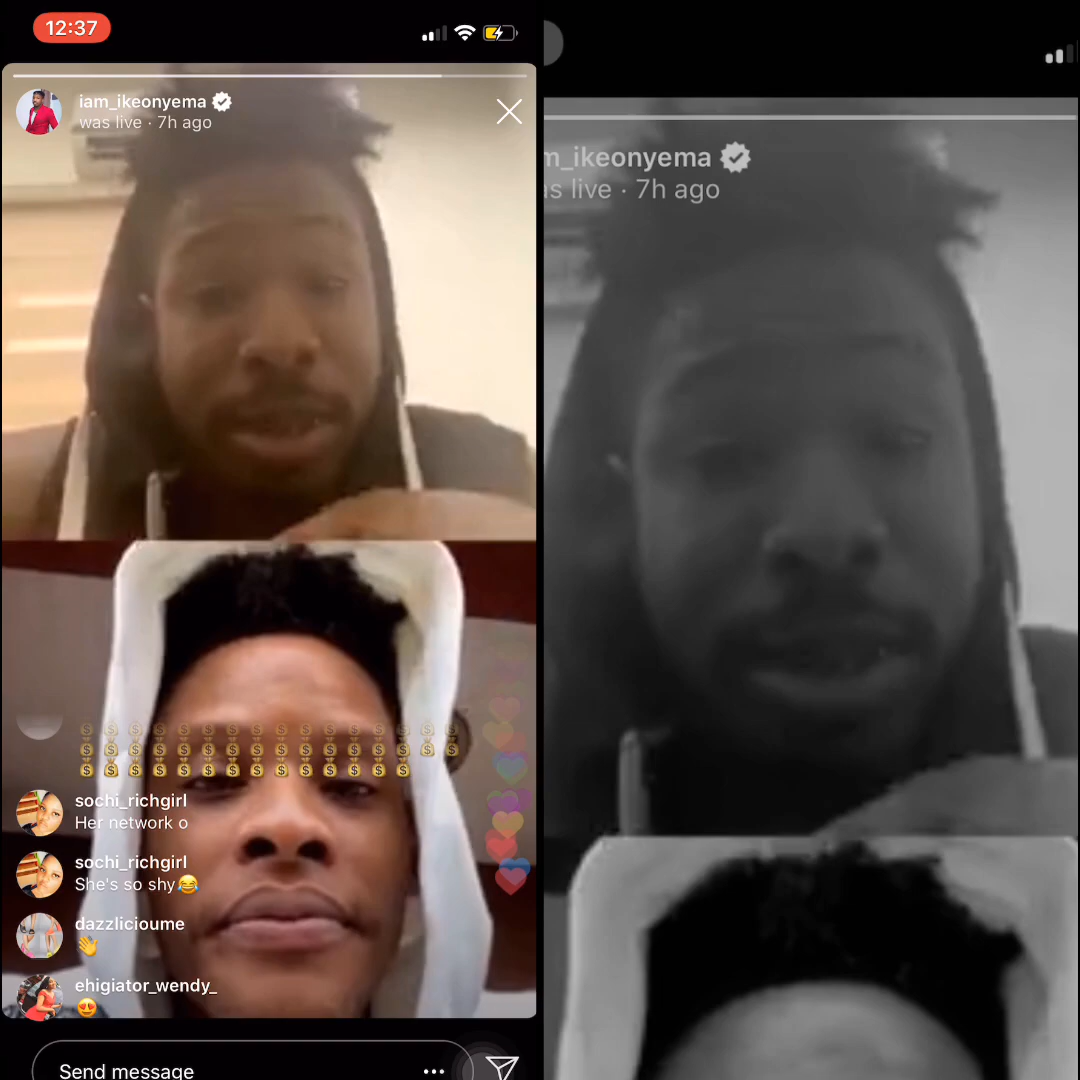 12:37
iam_ikeonyema
was live · 7h ago
sochi_richgirl
Her network o
sochi_richgirl
She's so shy😂
dazzlicioume
👋
ehigiator_wendy_
😍
Send message
m_ikeonyema
s live · 7h ago